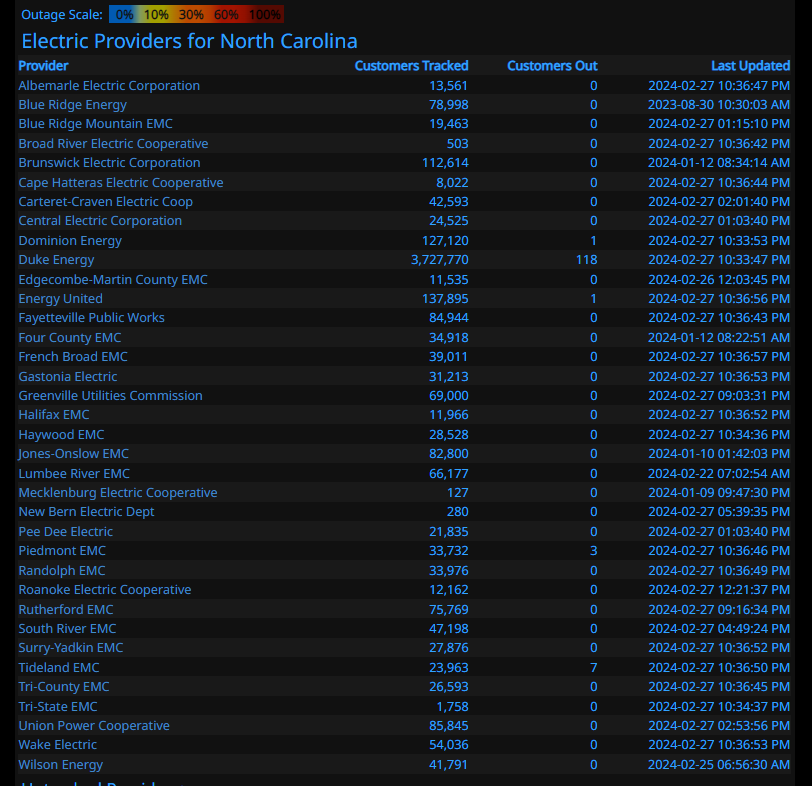 Outage Scale: 0% 10% 30% 60% 100%
Electric Providers for North Carolina
Provider Customers Tracked Customers Out Last Updated
Albemarle Electric Corporation 13,561 0 2024-02-27 10:36:47 PM
Blue Ridge Energy 78,998 0 2023-08-30 10:30:03 AM
Blue Ridge Mountain EMC 19,463 0 2024-02-27 01:15:10 PM
Broad River Electric Cooperative 503 0 2024-02-27 10:36:42 PM
Brunswick Electric Corporation 112,614 0 2024-01-12 08:34:14 AM
Cape Hatteras Electric Cooperative 8,022 0 2024-02-27 10:36:44 PM
Carteret-Craven Electric Coop 42,593 0 2024-02-27 02:01:40 PM
Central Electric Corporation 24,525 0 2024-02-27 01:03:40 PM
Dominion Energy 127,120 1 2024-02-27 10:33:53 PM
Duke Energy 3,727,770 118 2024-02-27 10:33:47 PM
Edgecombe-Martin County EMC 11,535 0 2024-02-26 12:03:45 PM
Energy United 137,895 1 2024-02-27 10:36:56 PM
Fayetteville Public Works 84,944 0 2024-02-27 10:36:43 PM
Four County EMC 34,918 0 2024-01-12 08:22:51 AM
French Broad EMC 39,011 0 2024-02-27 10:36:57 PM
Gastonia Electric 31,213 0 2024-02-27 10:36:53 PM
Greenville Utilities Commission 69,000 0 2024-02-27 09:03:31 PM
Halifax EMC 11,966 0 2024-02-27 10:36:52 PM
Haywood EMC 28,528 0 2024-02-27 10:34:36 PM
Jones-Onslow EMC 82,800 0 2024-01-10 01:42:03 PM
Lumbee River EMC 66,177 0 2024-02-22 07:02:54 AM
Mecklenburg Electric Cooperative 127 0 2024-01-09 09:47:30 PM
New Bern Electric Dept 280 0 2024-02-27 05:39:35 PM
Pee Dee Electric 21,835 0 2024-02-27 01:03:40 PM
Piedmont EMC 33,732 3 2024-02-27 10:36:46 PM
Randolph EMC 33,976 0 2024-02-27 10:36:49 PM
Roanoke Electric Cooperative 12,162 0 2024-02-27 12:21:37 PM
Rutherford EMC 75,769 0 2024-02-27 09:16:34 PM
South River EMC 47,198 0 2024-02-27 04:49:24 PM
Surry-Yadkin EMC 27,876 0 2024-02-27 10:36:52 PM
Tideland EMC 23,963 7 2024-02-27 10:36:50 PM
Tri-County EMC 26,593 0 2024-02-27 10:36:45 PM
Tri-State EMC 1,758 0 2024-02-27 10:34:37 PM
Union Power Cooperative 85,845 0 2024-02-27 02:53:56 PM
Wake Electric 54,036 0 2024-02-27 10:36:53 PM
Wilson Energy 41,791 0 2024-02-25 06:56:30 AM